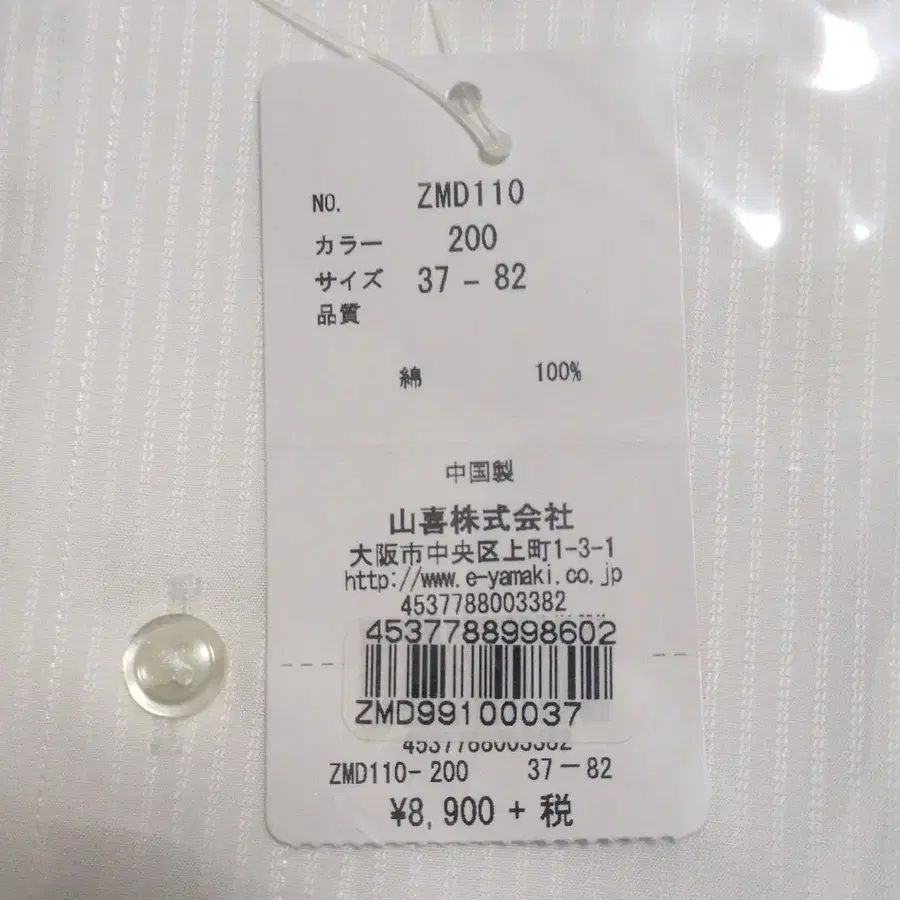 NO. ZMD110
カラー 200
サイズ 37 - 82
品質
綿 100%
中国製
山喜株式会社
大阪市中央区上町1-3-1
http://www.e-yamaki.co.jp
4537788003382
4537788998602
ZMD99100037
4537788003382
ZMD110-200 37-82
¥8,900 + 税